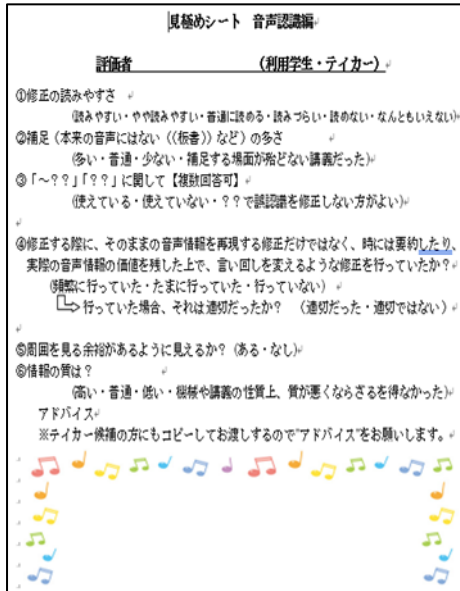 見極めシート　音声認識編
評価者　　　　　　　　　　（利用学生・テイカー）
①修正の読みやすさ
(読みやすい・やや読みやすい・普通に読める・読みづらい・読めない・なんともいえない)
②補足（本来の音声にはない（(板書)）など）の多さ
(多い・普通・少ない・補足する場面が殆どない講義だった)
③「～？？」「？？」に関して【複数回答可】
(使えている・使えていない・？？で誤認識を修正しない方がよい)
④修正する際に、そのままの音声情報を再現する修正だけではなく、時には要約したり、
実際の音声情報の価値を残した上で、言い回しを変えるような修正を行っていたか？
(頻繁に行っていた・たまに行っていた・行っていない）
行っていた場合、それは適切だったか？　（適切だった・適切ではない）
⑤周囲を見る余裕があるように見えるか？（ある・なし）
⑥情報の質は？
(高い・普通・低い・機械や講義の性質上、質が悪くならざるを得なかった)
アドバイス
※テイカー候補の方にもコピーしてお渡しするので"アドバイス"をお願いします。